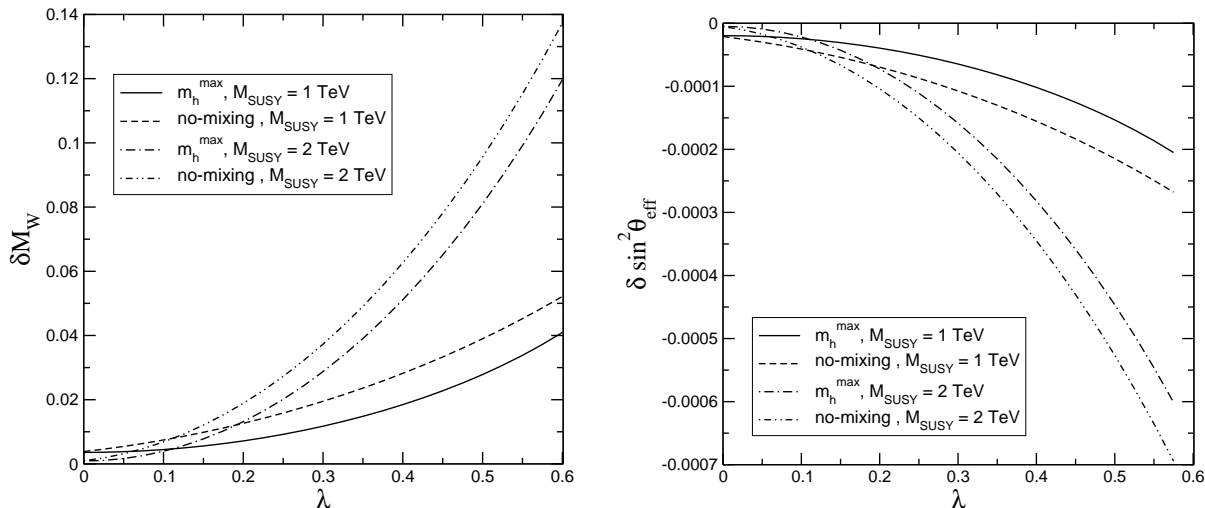 0.14
0.12
0.1
0.08
0.06
0.04
0.02
0
δM_W
m_h^max, M_SUSY = 1 TeV
no-mixing , M_SUSY = 1 TeV
m_h^max, M_SUSY = 2 TeV
no-mixing , M_SUSY = 2 TeV
0 0.1 0.2 0.3 0.4 0.5 0.6
λ
0
-0.0001
-0.0002
-0.0003
-0.0004
-0.0005
-0.0006
-0.0007
δ sin²θ_eff
m_h^max, M_SUSY = 1 TeV
no-mixing , M_SUSY = 1 TeV
m_h^max, M_SUSY = 2 TeV
no-mixing , M_SUSY = 2 TeV
0 0.1 0.2 0.3 0.4 0.5 0.6
λ